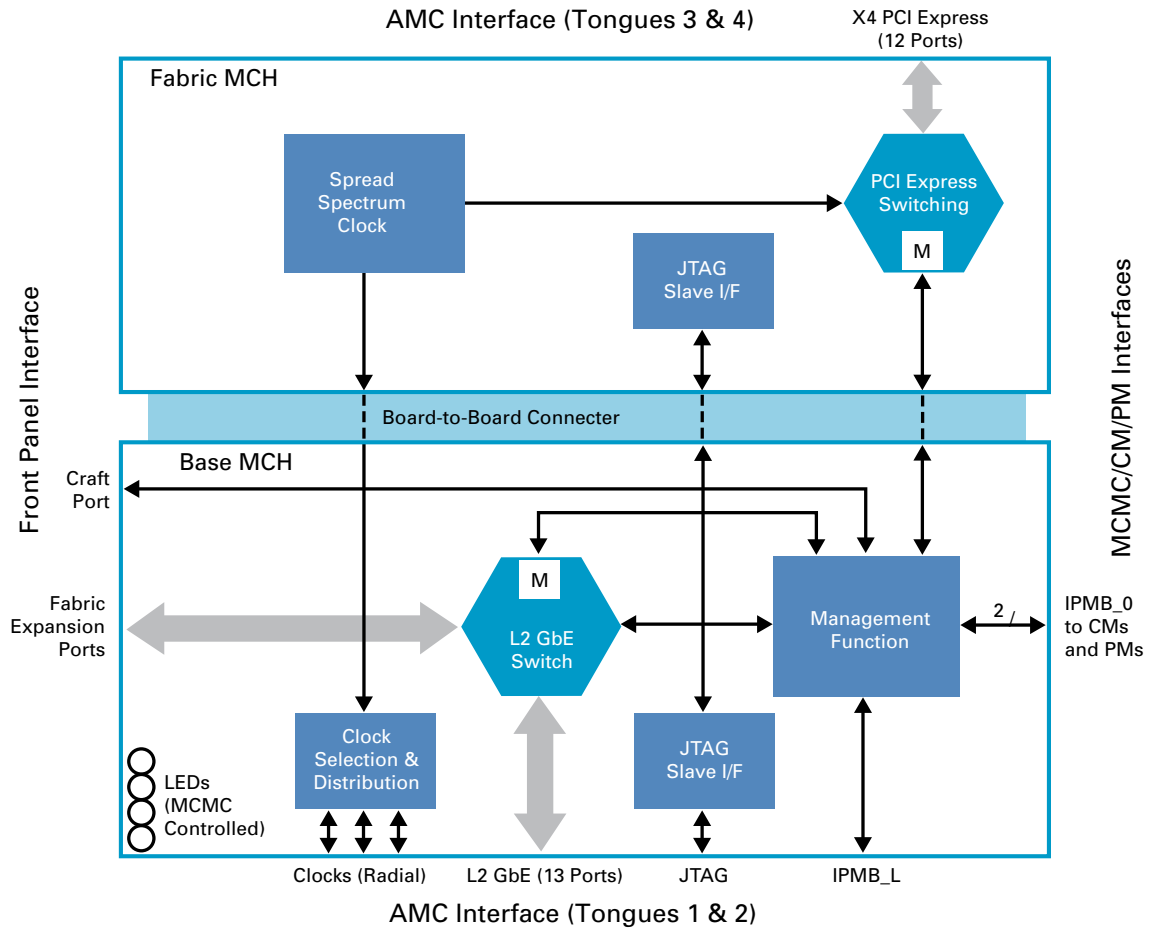 AMC Interface (Tongues 3 & 4)
X4 PCI Express
(12 Ports)
Fabric MCH
Spread
Spectrum
Clock
PCI Express
Switching
M
JTAG
Slave I/F
Front Panel Interface
MCMC/CM/PM Interfaces
Board-to-Board Connecter
Base MCH
Craft
Port
M
L2 GbE
Switch
Fabric
Expansion
Ports
Management
Function
2 /
IPMB_0
to CMs
and PMs
Clock
Selection &
Distribution
JTAG
Slave I/F
LEDs
(MCMC
Controlled)
Clocks (Radial)
L2 GbE (13 Ports)
JTAG
IPMB_L
AMC Interface (Tongues 1 & 2)